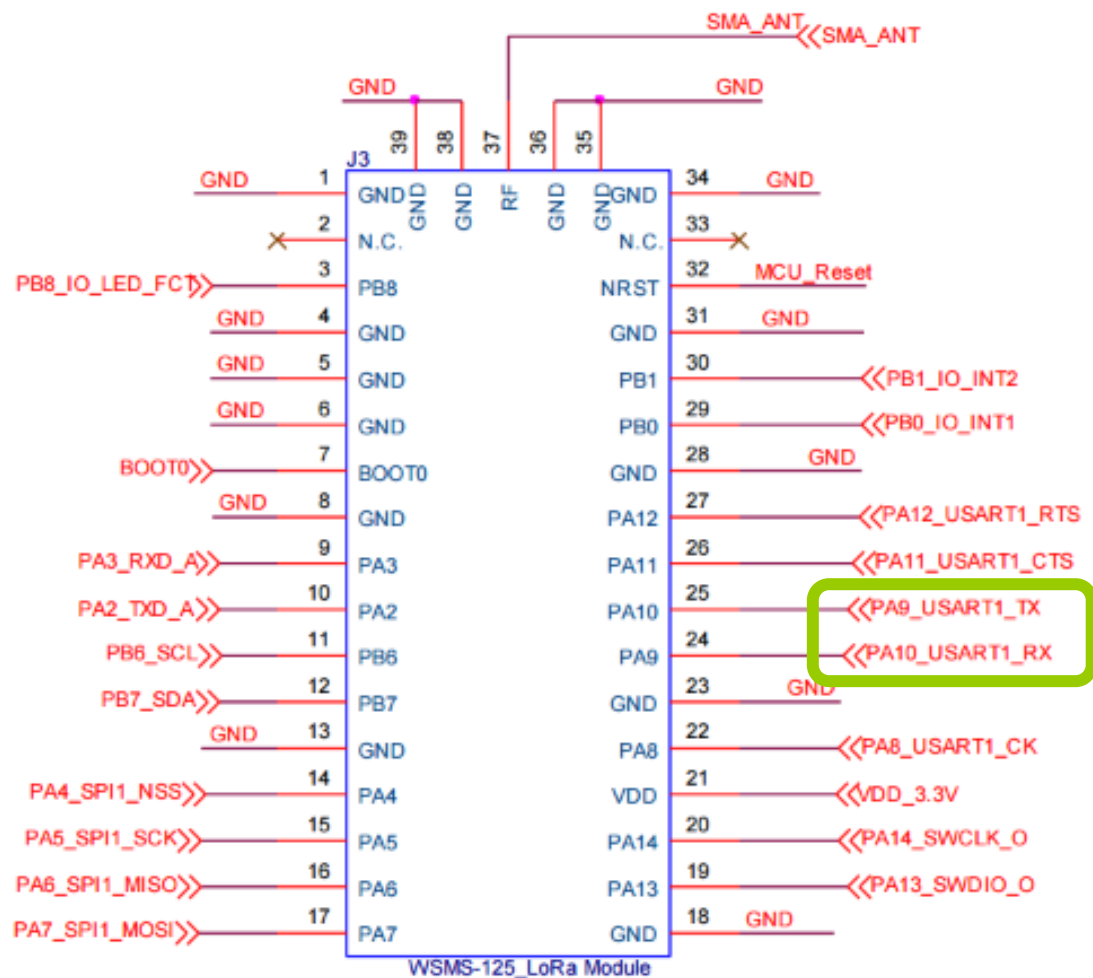 SMA_ANT
SMA_ANT
GND
GND
39
38
37
36
35
J3
GND
GND
RF
GND
GND
GND 1 GND
2 N.C.
PB8_IO_LED_FCT 3 PB8
GND 4 GND
GND 5 GND
GND 6 GND
BOOT0 7 BOOT0
GND 8 GND
PA3_RXD_A 9 PA3
PA2_TXD_A 10 PA2
PB6_SCL 11 PB6
PB7_SDA 12 PB7
GND 13 GND
PA4_SPI1_NSS 14 PA4
PA5_SPI1_SCK 15 PA5
PA6_SPI1_MISO 16 PA6
PA7_SPI1_MOSI 17 PA7
GND 34 GND
N.C. 33
NRST 32 MCU_Reset
GND 31 GND
PB1 30 PB1_IO_INT2
PB0 29 PB0_IO_INT1
GND 28 GND
PA12 27 PA12_USART1_RTS
PA11 26 PA11_USART1_CTS
PA10 25 PA9_USART1_TX
PA9 24 PA10_USART1_RX
GND 23 GND
PA8 22 PA8_USART1_CK
VDD 21 VDD_3.3V
PA14 20 PA14_SWCLK_O
PA13 19 PA13_SWDIO_O
GND 18 GND
WSMS-125_LoRa Module